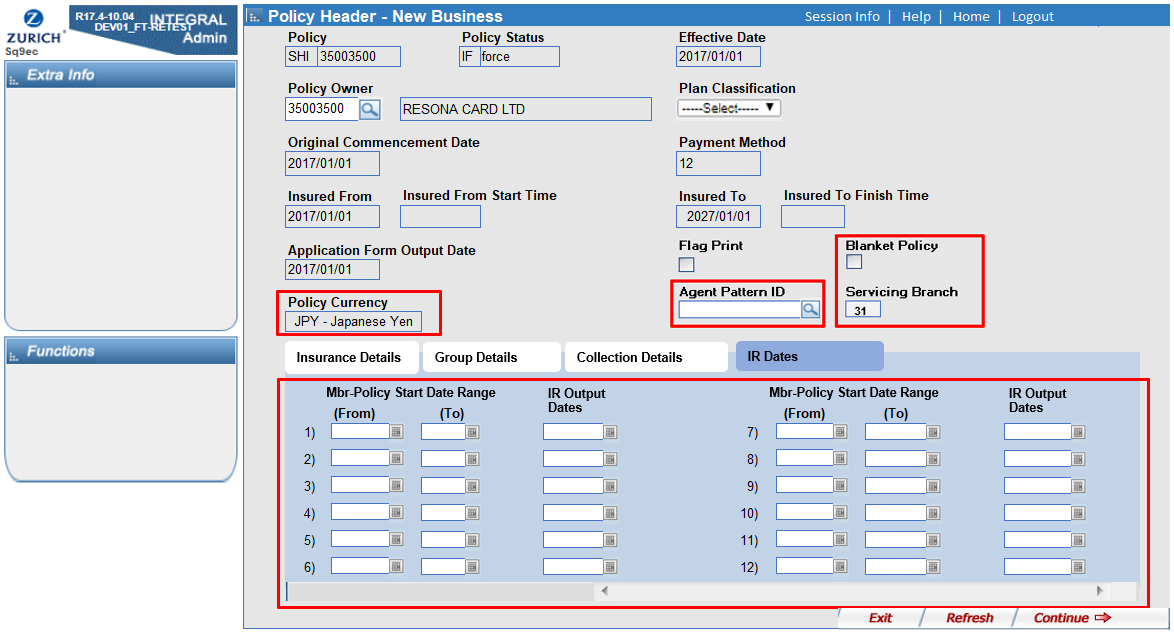 ZURICH
Sq9ec
R17.4-10.04
DEV01_FT-RETEST
INTEGRAL
Admin
Extra Info
Functions
Policy Header - New Business
Session Info | Help | Home | Logout
Policy Policy Status Effective Date
SHI 35003500 IF force 2017/01/01
Policy Owner Plan Classification
35003500 RESONA CARD LTD -----Select-----
Original Commencement Date Payment Method
2017/01/01 12
Insured From Insured From Start Time Insured To Insured To Finish Time
2017/01/01 2027/01/01
Application Form Output Date Flag Print Blanket Policy
2017/01/01
Policy Currency Agent Pattern ID Servicing Branch
JPY - Japanese Yen 31
Insurance Details Group Details Collection Details IR Dates
Mbr-Policy Start Date Range IR Output Mbr-Policy Start Date Range IR Output
(From) (To) Dates (From) (To) Dates
1) 7)
2) 8)
3) 9)
4) 10)
5) 11)
6) 12)
Exit Refresh Continue